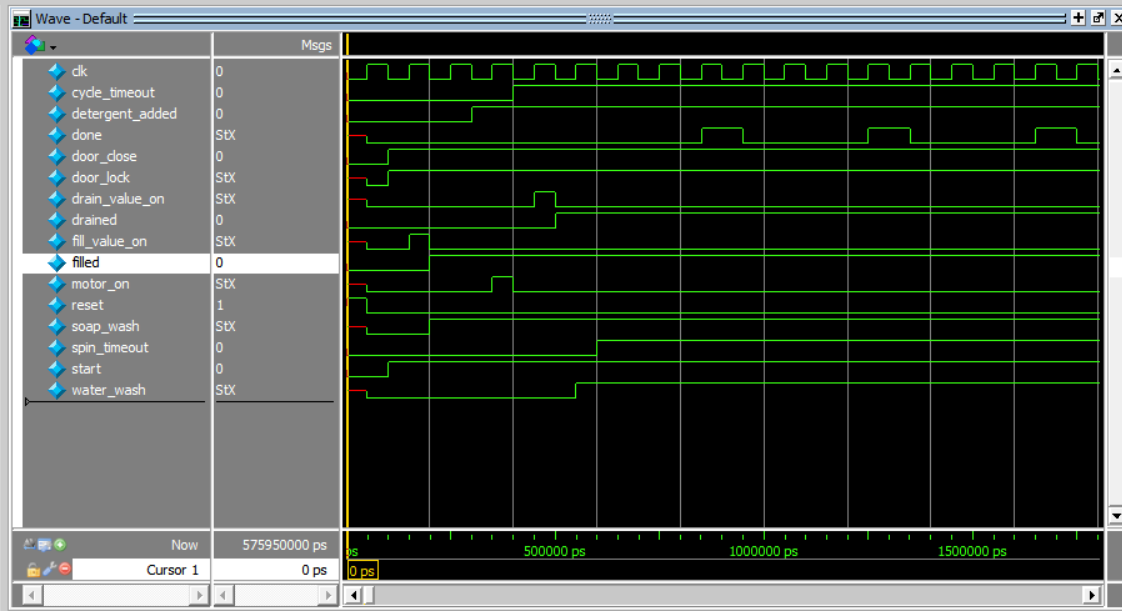 Wave - Default
Msgs
clk 0
cycle_timeout 0
detergent_added 0
done StX
door_close 0
door_lock StX
drain_value_on StX
drained 0
fill_value_on StX
filled 0
motor_on StX
reset 1
soap_wash StX
spin_timeout 0
start 0
water_wash StX
Now 575950000 ps ps 500000 ps 1000000 ps 1500000 ps
Cursor 1 0 ps 0 ps